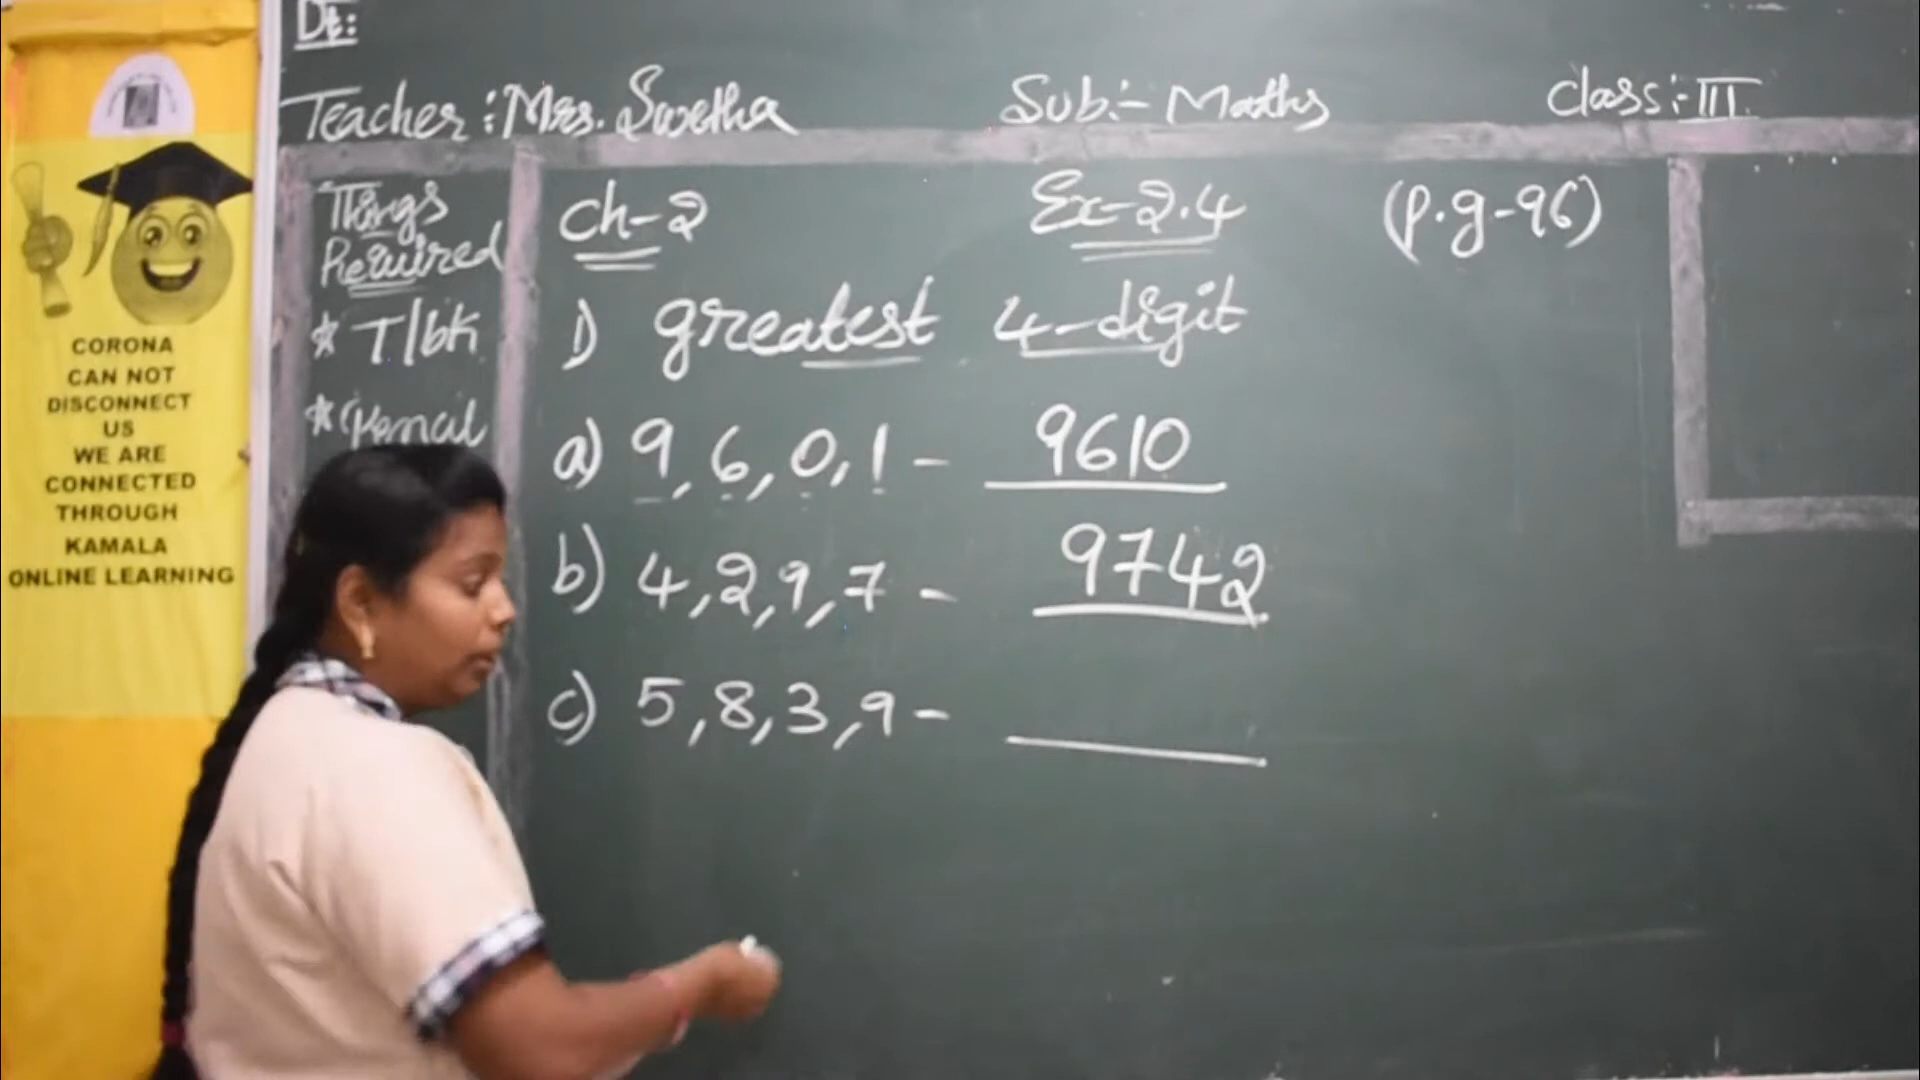 Dt:
Teacher :Mrs. Swetha Sub:- Maths Class:-III
Things
Required
* T/bk
* Pencil
Ch-2 Ex-2.4 (P.g-96)
1) greatest 4-digit
a) 9,6,0,1 - 9610
b) 4,2,9,7 - 9742
c) 5,8,3,9 -
CORONA
CAN NOT
DISCONNECT
US
WE ARE
CONNECTED
THROUGH
KAMALA
ONLINE LEARNING